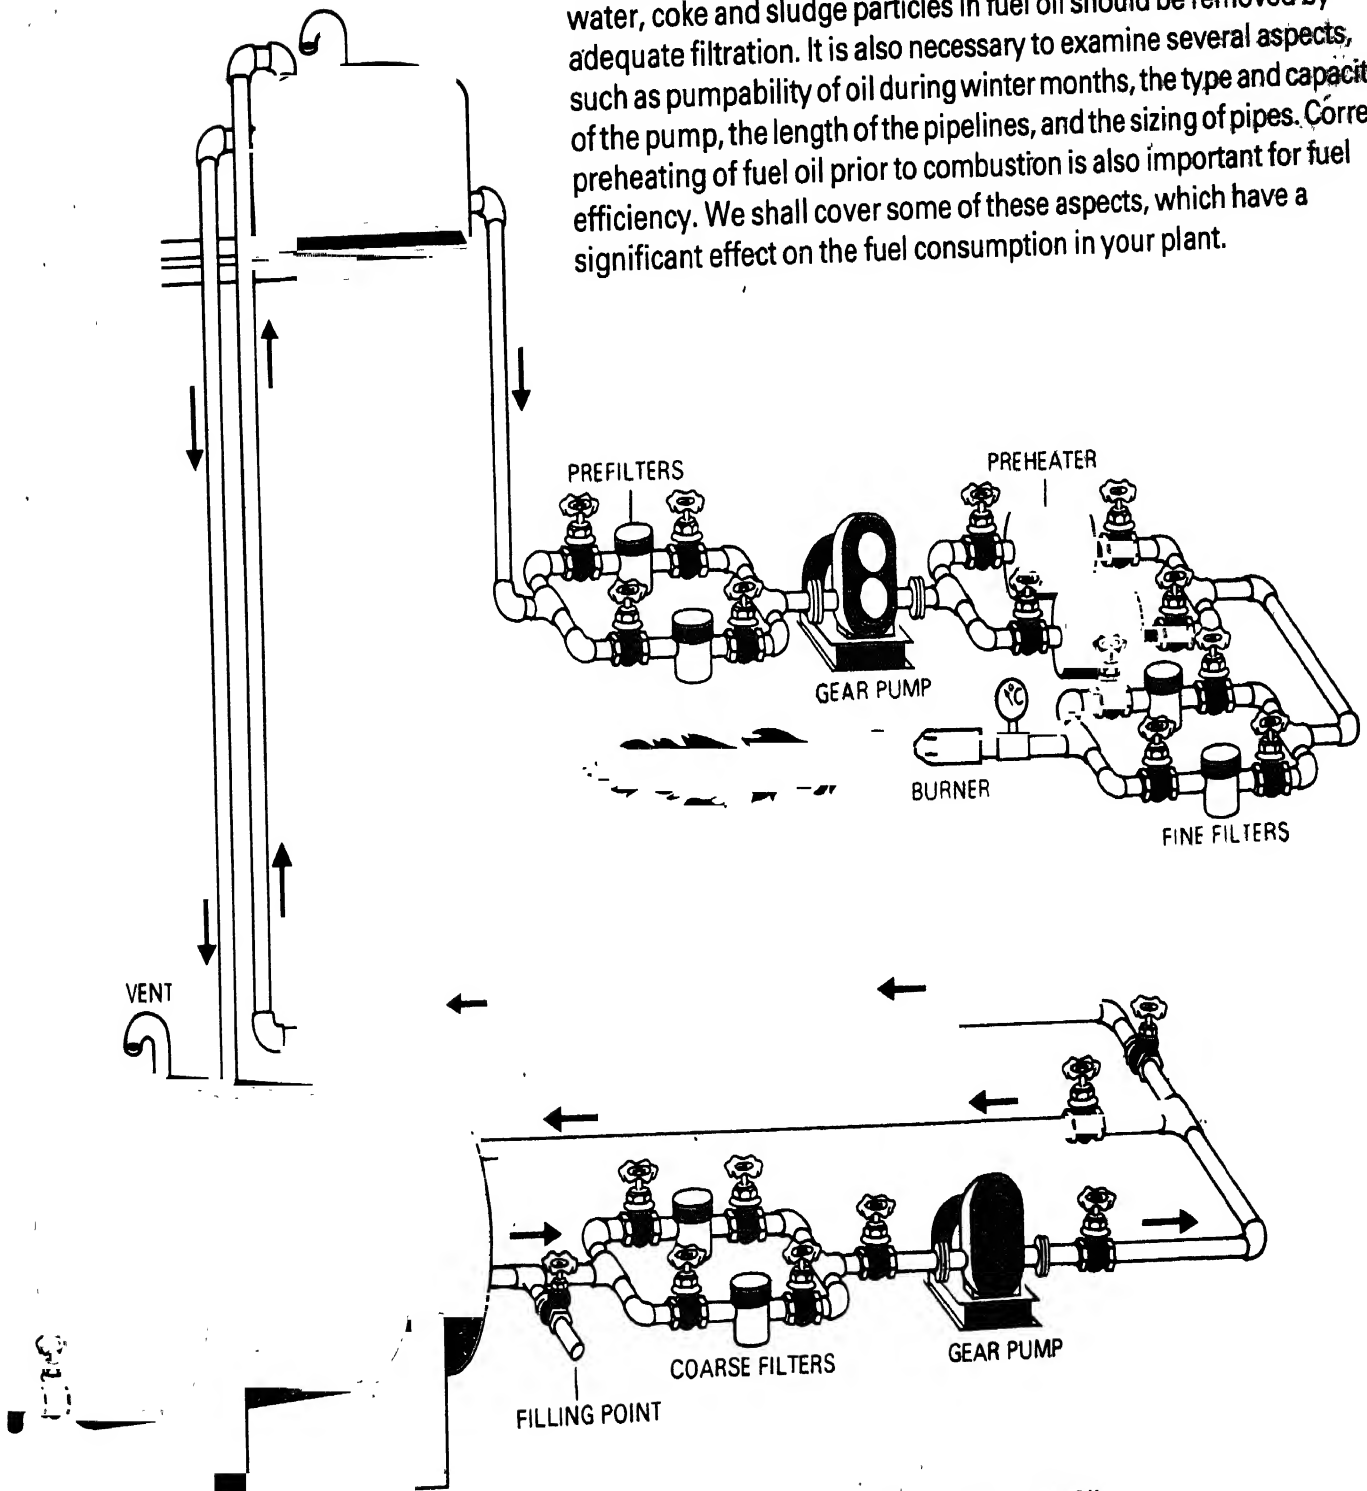 water, coke and sludge particles in fuel oil should be removed by
adequate filtration. It is also necessary to examine several aspects,
such as pumpability of oil during winter months, the type and capacit
of the pump, the length of the pipelines, and the sizing of pipes. Corre
preheating of fuel oil prior to combustion is also important for fuel
efficiency. We shall cover some of these aspects, which have a
significant effect on the fuel consumption in your plant.
PREFILTERS
PREHEATER
GEAR PUMP
°C
BURNER
FINE FILTERS
VENT
COARSE FILTERS
GEAR PUMP
FILLING POINT